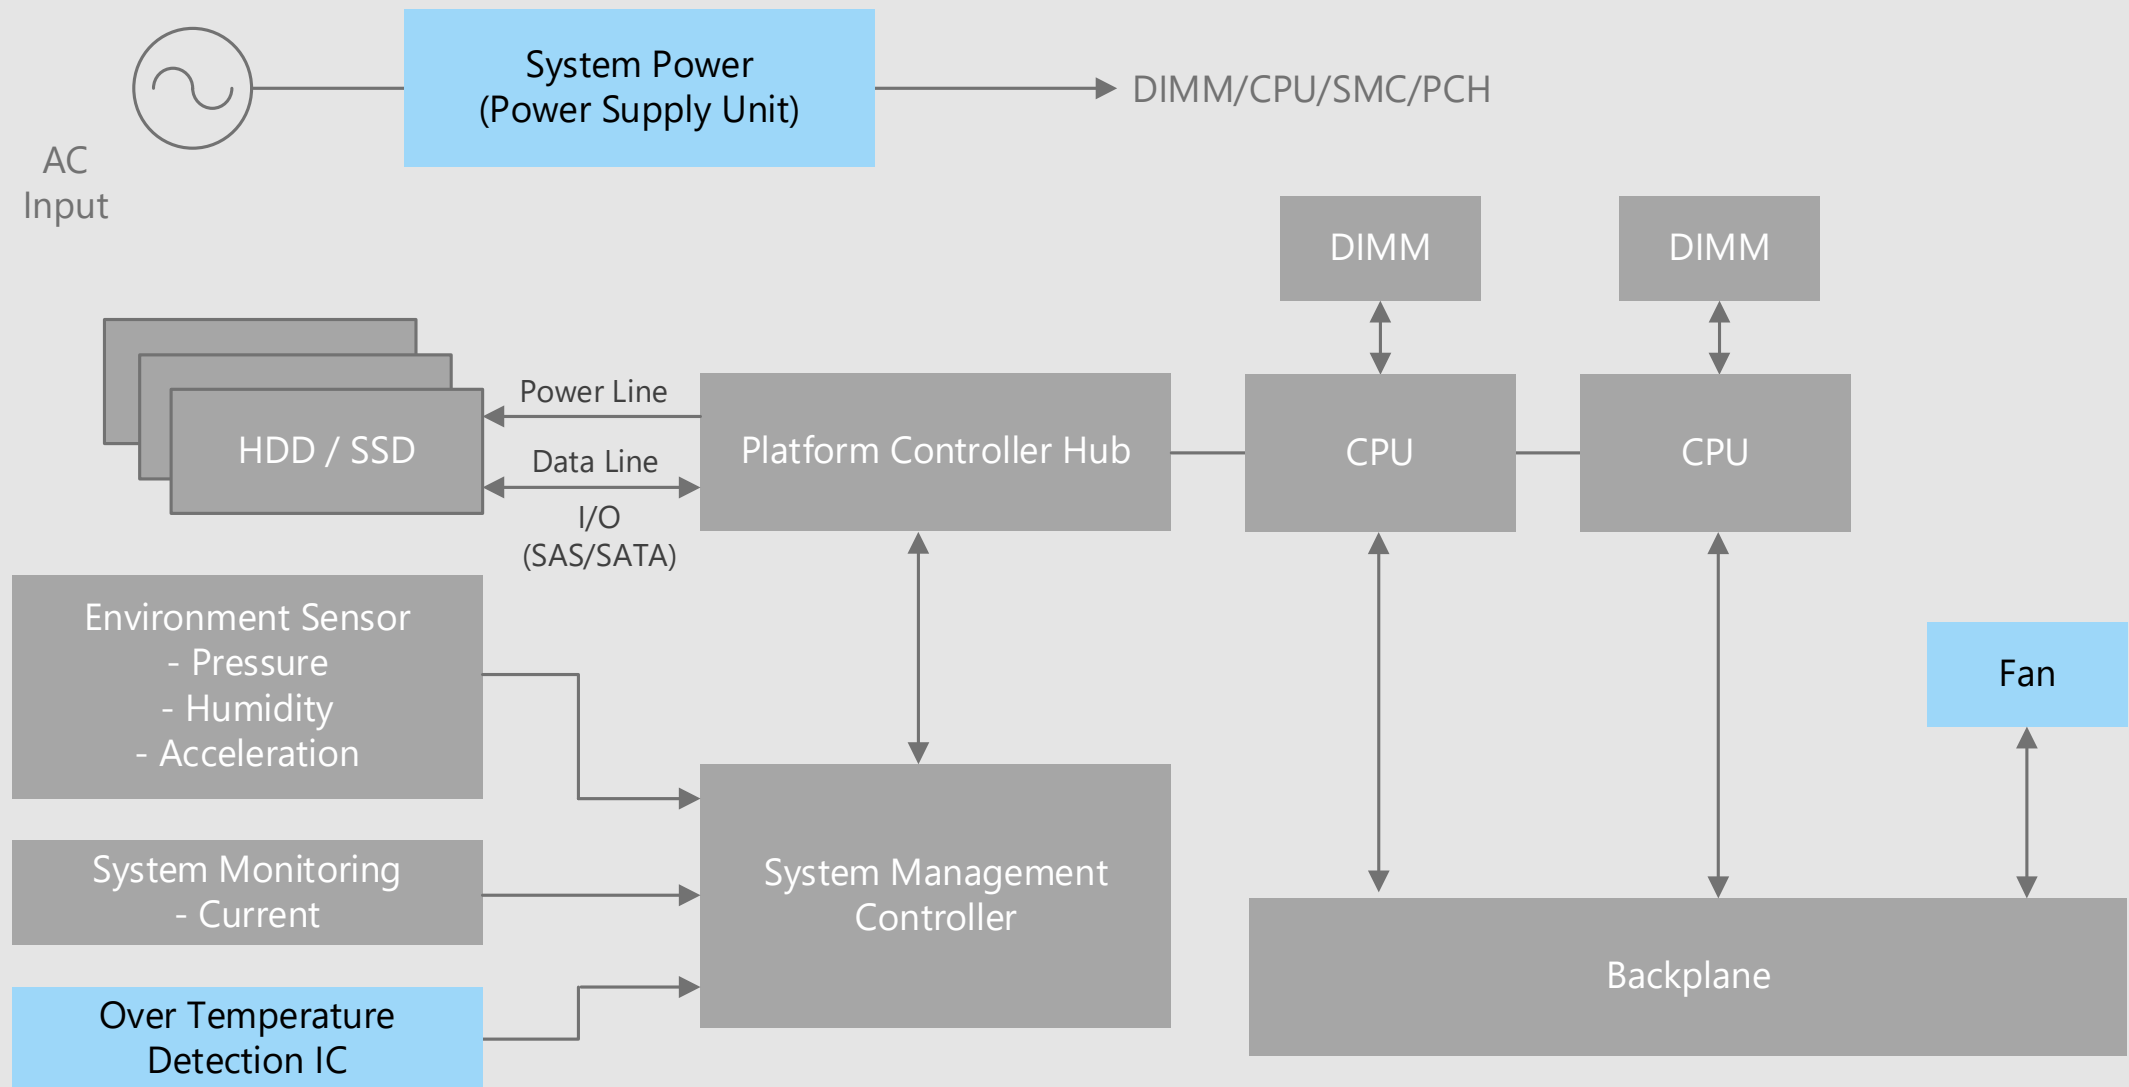 System Power
(Power Supply Unit)
DIMM/CPU/SMC/PCH
AC
Input
DIMM
DIMM
HDD / SSD
Power Line
Data Line
I/O
(SAS/SATA)
Platform Controller Hub
CPU
CPU
Environment Sensor
- Pressure
- Humidity
- Acceleration
Fan
System Monitoring
- Current
System Management
Controller
Backplane
Over Temperature
Detection IC